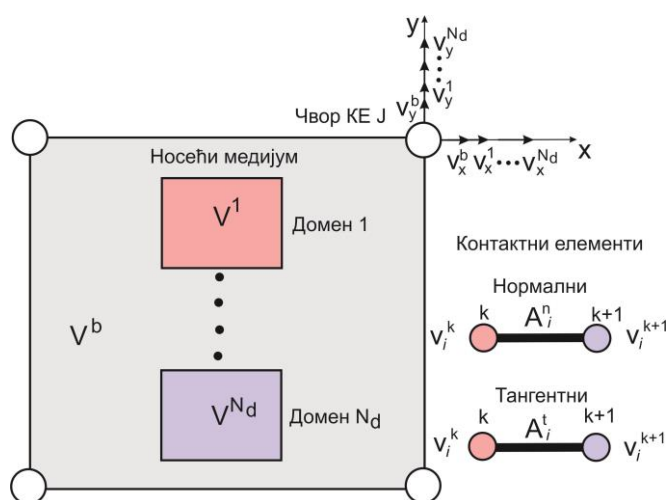 y
v_y^{N_d}
v_y^1
v_y^b
Чвор КЕ J
x
v_x^b v_x^1 ••• v_x^{N_d}
Носећи медијум
V^1
Домен 1
V^b
V^{N_d}
Домен N_d
Контактни елементи
Нормални
k A_i^n k+1
v_i^k v_i^{k+1}
Тангентни
k A_i^t k+1
v_i^k v_i^{k+1}